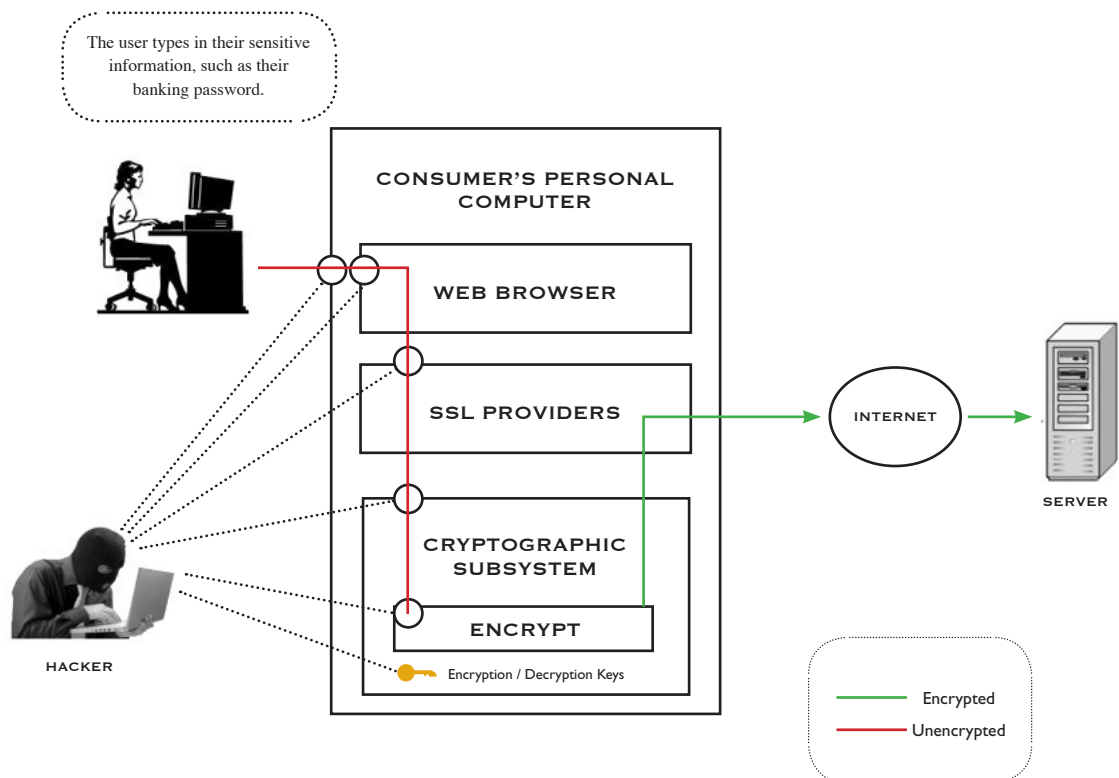 The user types in their sensitive
information, such as their
banking password.
CONSUMER’S PERSONAL
COMPUTER
WEB BROWSER
SSL PROVIDERS
INTERNET
SERVER
CRYPTOGRAPHIC
SUBSYSTEM
ENCRYPT
Encryption / Decryption Keys
HACKER
Encrypted
Unencrypted